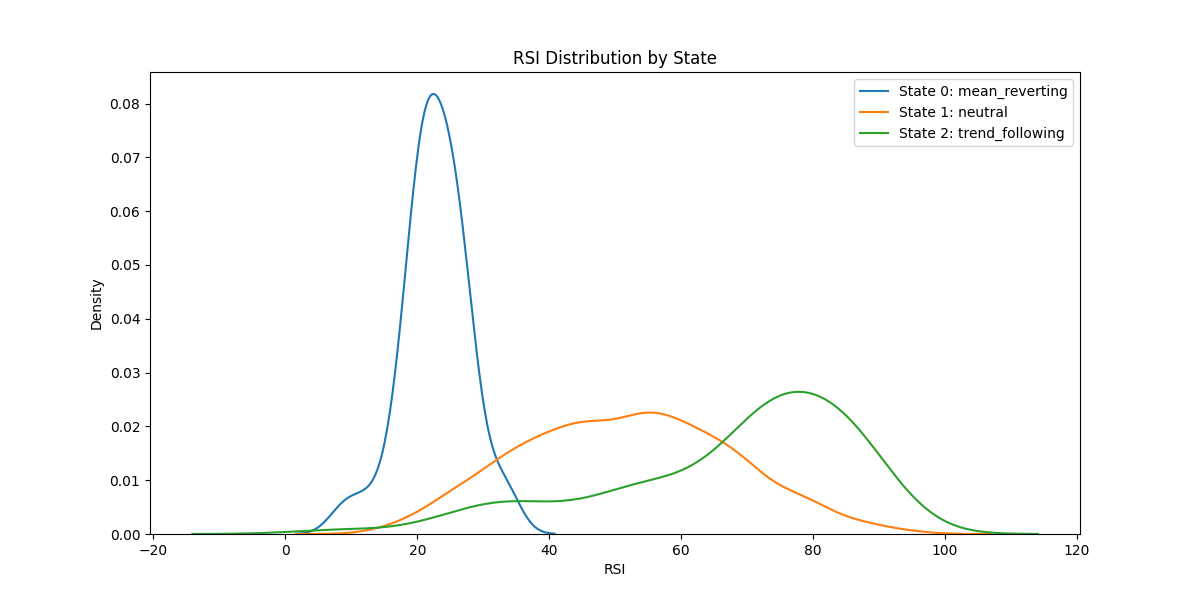 RSI Distribution by State
State 0: mean_reverting
State 1: neutral
State 2: trend_following
Density
0.08
0.07
0.06
0.05
0.04
0.03
0.02
0.01
0.00
−20 0 20 40 60 80 100 120
RSI